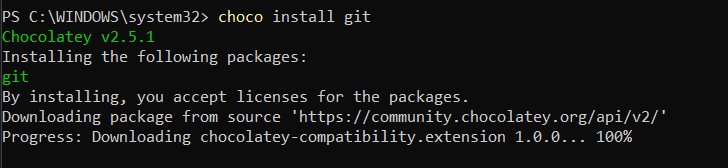 PS C:\WINDOWS\system32> choco install git
Chocolatey v2.5.1
Installing the following packages:
git
By installing, you accept licenses for the packages.
Downloading package from source 'https://community.chocolatey.org/api/v2/'
Progress: Downloading chocolatey-compatibility.extension 1.0.0... 100%